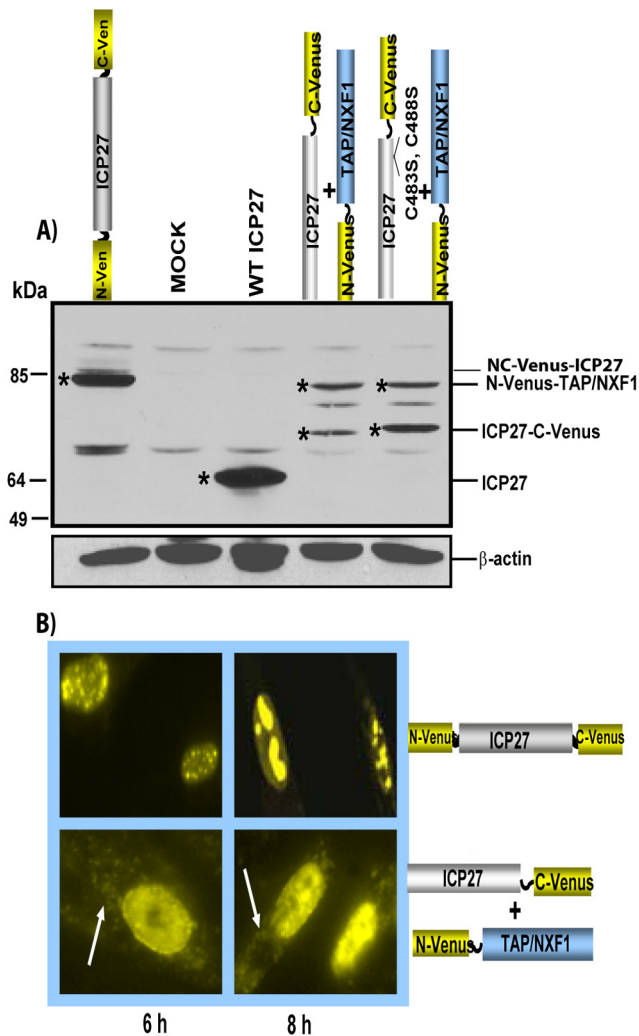 C-Ven
ICP27
N-Ven
MOCK
WT ICP27
C-Venus
ICP27
+
TAP/NXF1
N-Venus
C-Venus
ICP27
C483S, C488S
+
TAP/NXF1
N-Venus
A)
kDa
85
64
49
*
*
*
*
*
*
NC-Venus-ICP27
N-Venus-TAP/NXF1
ICP27-C-Venus
ICP27
β-actin
B)
N-Venus ICP27 C-Venus
ICP27 C-Venus
+
N-Venus TAP/NXF1
6 h 8 h